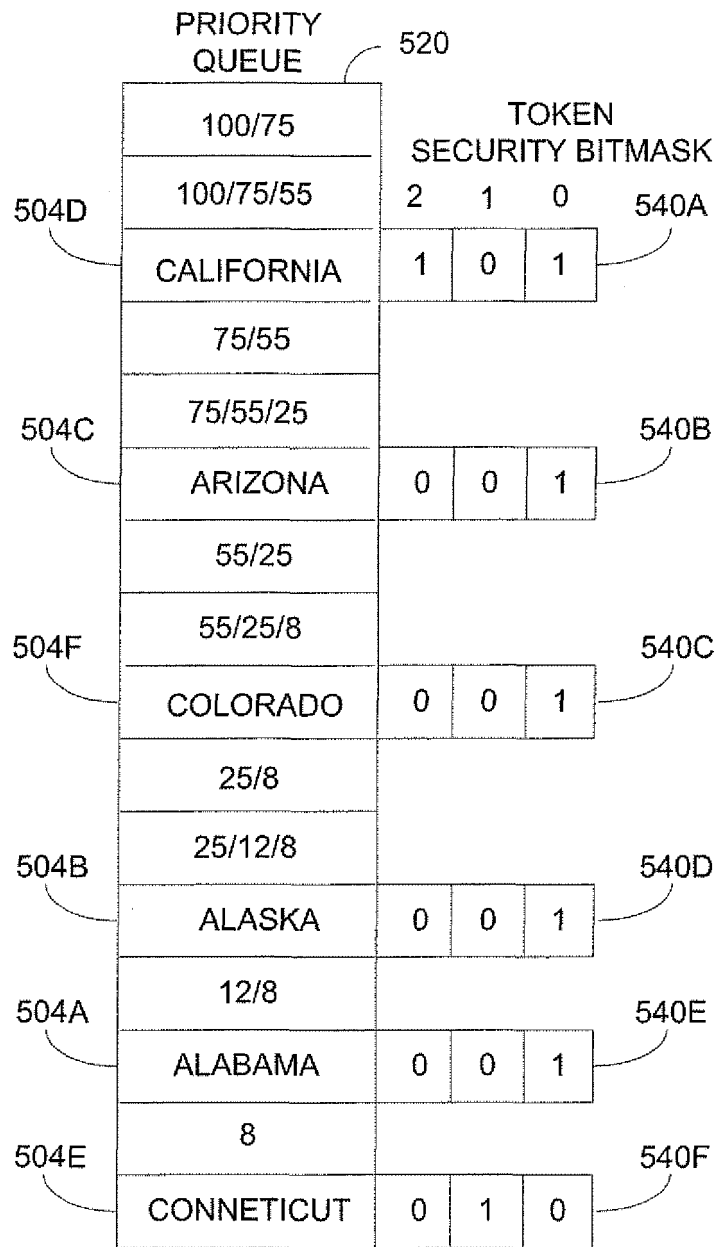 PRIORITY
QUEUE
520
100/75
TOKEN
SECURITY BITMASK
100/75/55
2 1 0
504D
540A
CALIFORNIA 1 0 1
75/55
75/55/25
504C
540B
ARIZONA 0 0 1
55/25
55/25/8
504F
540C
COLORADO 0 0 1
25/8
25/12/8
504B
540D
ALASKA 0 0 1
12/8
504A
540E
ALABAMA 0 0 1
8
504E
540F
CONNETICUT 0 1 0